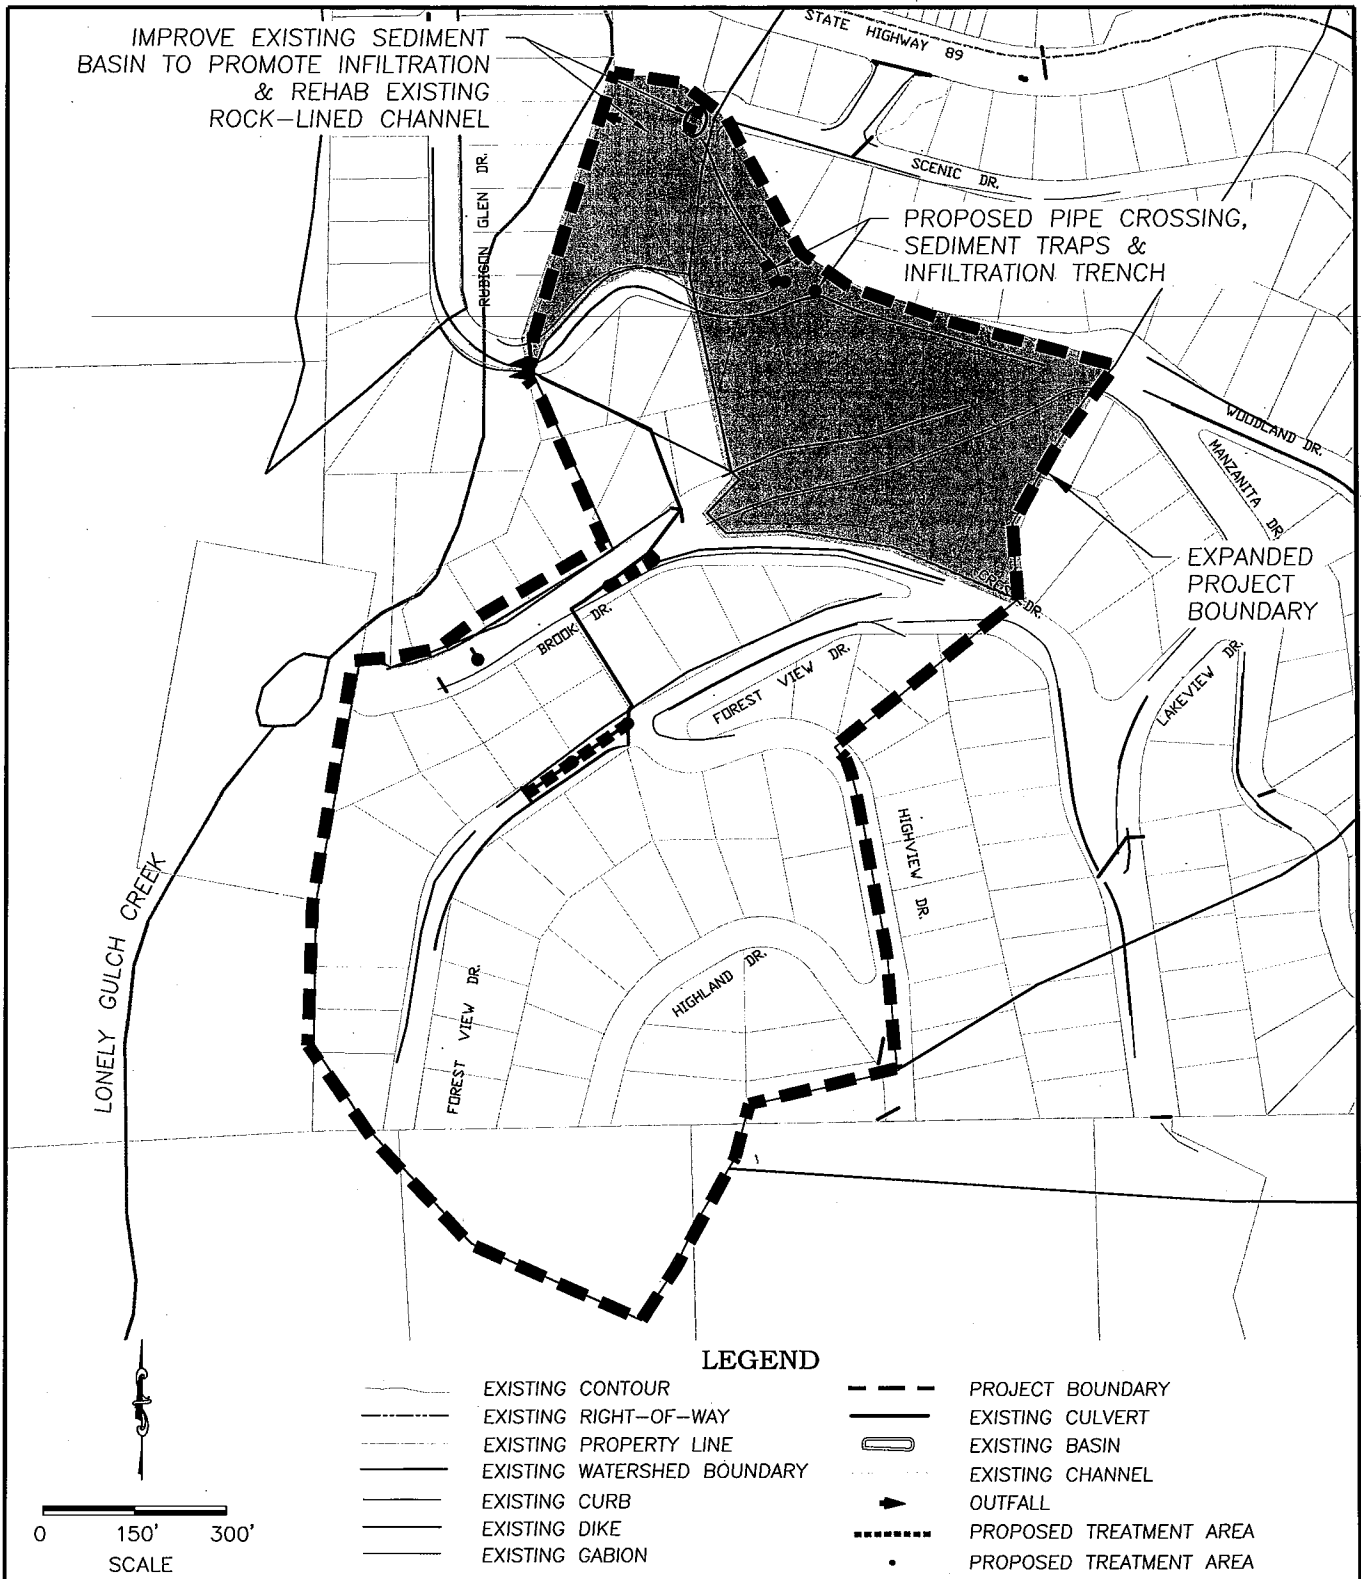 IMPROVE EXISTING SEDIMENT
BASIN TO PROMOTE INFILTRATION
& REHAB EXISTING
ROCK-LINED CHANNEL
STATE HIGHWAY 89
SCENIC DR.
RUBICON GLEN DR.
PROPOSED PIPE CROSSING,
SEDIMENT TRAPS &
INFILTRATION TRENCH
WOODLAND DR.
MANZANITA DR.
EXPANDED
PROJECT
BOUNDARY
DR.
BROOK DR.
FOREST VIEW DR.
LAKEVIEW DR.
HIGHVIEW DR.
HIGHLAND DR.
FOREST VIEW DR.
LONELY GULCH CREEK
LEGEND
EXISTING CONTOUR
EXISTING RIGHT-OF-WAY
EXISTING PROPERTY LINE
EXISTING WATERSHED BOUNDARY
EXISTING CURB
EXISTING DIKE
EXISTING GABION
PROJECT BOUNDARY
EXISTING CULVERT
EXISTING BASIN
EXISTING CHANNEL
OUTFALL
PROPOSED TREATMENT AREA
PROPOSED TREATMENT AREA
0 150' 300'
SCALE